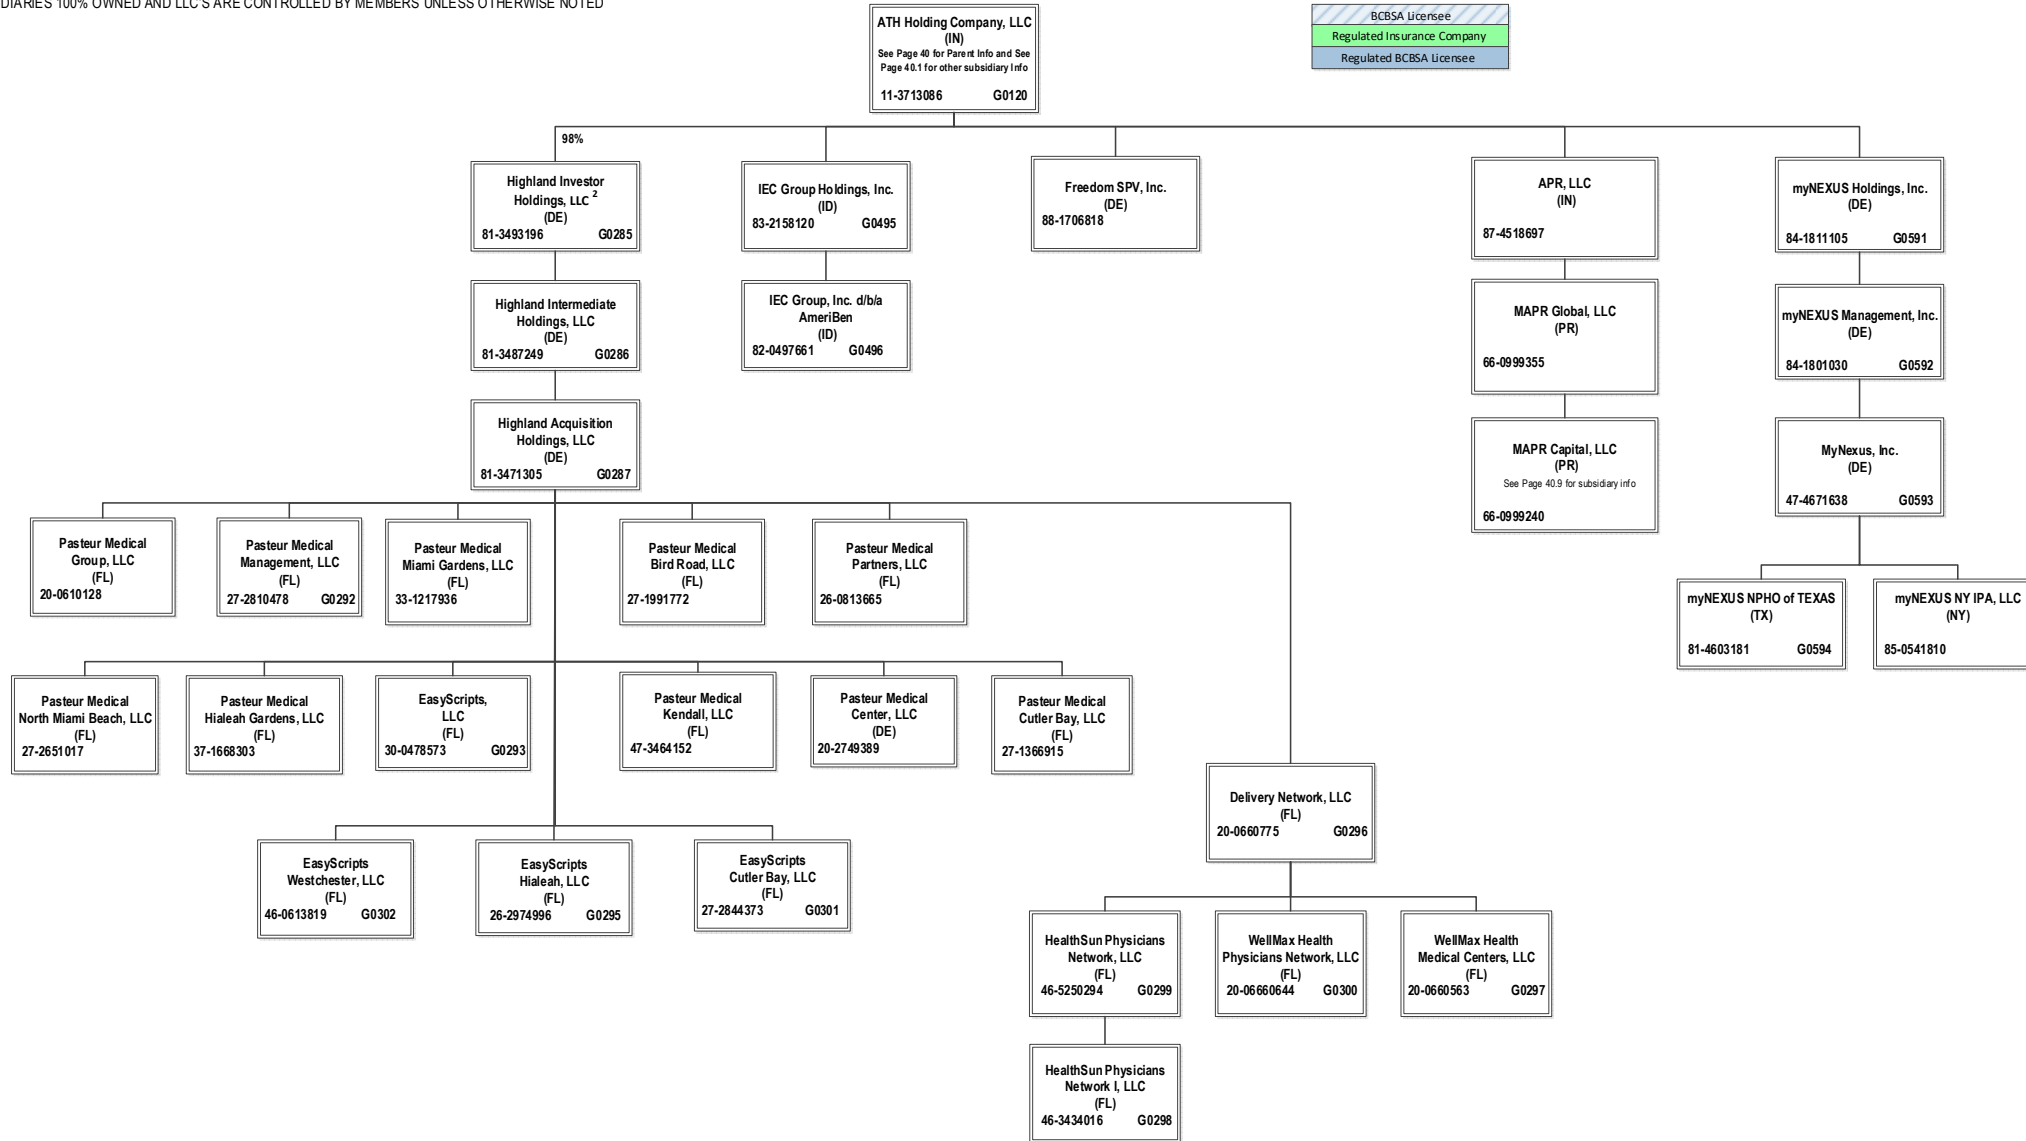 DIARIES 100% OWNED AND LLC'S ARE CONTROLLED BY MEMBERS UNLESS OTHERWISE NOTED
ATH Holding Company, LLC
(IN)
See Page 40 for Parent Info and See
Page 40.1 for other subsidiary Info
11-3713086 G0120
BCBSA Licensee
Regulated Insurance Company
Regulated BCBSA Licensee
98%
Highland Investor
Holdings, LLC 2
(DE)
81-3493196 G0285
IEC Group Holdings, Inc.
(ID)
83-2158120 G0495
Freedom SPV, Inc.
(DE)
88-1706818
APR, LLC
(IN)
87-4518697
myNEXUS Holdings, Inc.
(DE)
84-1811105 G0591
Highland Intermediate
Holdings, LLC
(DE)
81-3487249 G0286
IEC Group, Inc. d/b/a
AmeriBen
(ID)
82-0497661 G0496
MAPR Global, LLC
(PR)
66-0999355
myNEXUS Management, Inc.
(DE)
84-1801030 G0592
Highland Acquisition
Holdings, LLC
(DE)
81-3471305 G0287
MAPR Capital, LLC
(PR)
See Page 40.9 for subsidiary info
66-0999240
MyNexus, Inc.
(DE)
47-4671638 G0593
Pasteur Medical
Group, LLC
(FL)
20-0610128
Pasteur Medical
Management, LLC
(FL)
27-2810478 G0292
Pasteur Medical
Miami Gardens, LLC
(FL)
33-1217936
Pasteur Medical
Bird Road, LLC
(FL)
27-1991772
Pasteur Medical
Partners, LLC
(FL)
26-0813665
myNEXUS NPHO of TEXAS
(TX)
81-4603181 G0594
myNEXUS NY IPA, LLC
(NY)
85-0541810
Pasteur Medical
North Miami Beach, LLC
(FL)
27-2651017
Pasteur Medical
Hialeah Gardens, LLC
(FL)
37-1668303
EasyScripts,
LLC
(FL)
30-0478573 G0293
Pasteur Medical
Kendall, LLC
(FL)
47-3464152
Pasteur Medical
Center, LLC
(DE)
20-2749389
Pasteur Medical
Cutler Bay, LLC
(FL)
27-1366915
Delivery Network, LLC
(FL)
20-0660775 G0296
EasyScripts
Westchester, LLC
(FL)
46-0613819 G0302
EasyScripts
Hialeah, LLC
(FL)
26-2974996 G0295
EasyScripts
Cutler Bay, LLC
(FL)
27-2844373 G0301
HealthSun Physicians
Network, LLC
(FL)
46-5250294 G0299
WellMax Health
Physicians Network, LLC
(FL)
20-06660644 G0300
WellMax Health
Medical Centers, LLC
(FL)
20-0660563 G0297
HealthSun Physicians
Network I, LLC
(FL)
46-3434016 G0298